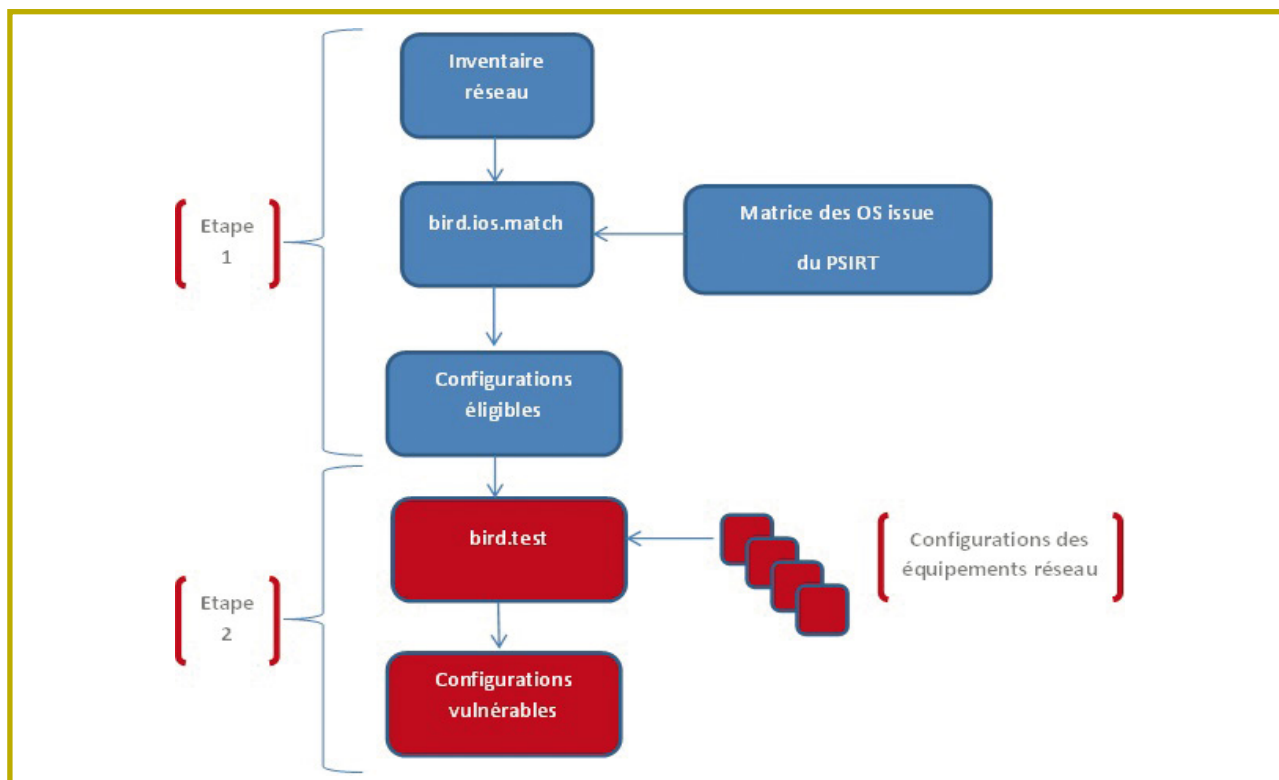 Inventaire
réseau
Etape
1
bird.ios.match
Matrice des OS issue
du PSIRT
Configurations
éligibles
bird.test
Configurations des
équipements réseau
Etape
2
Configurations
vulnérables